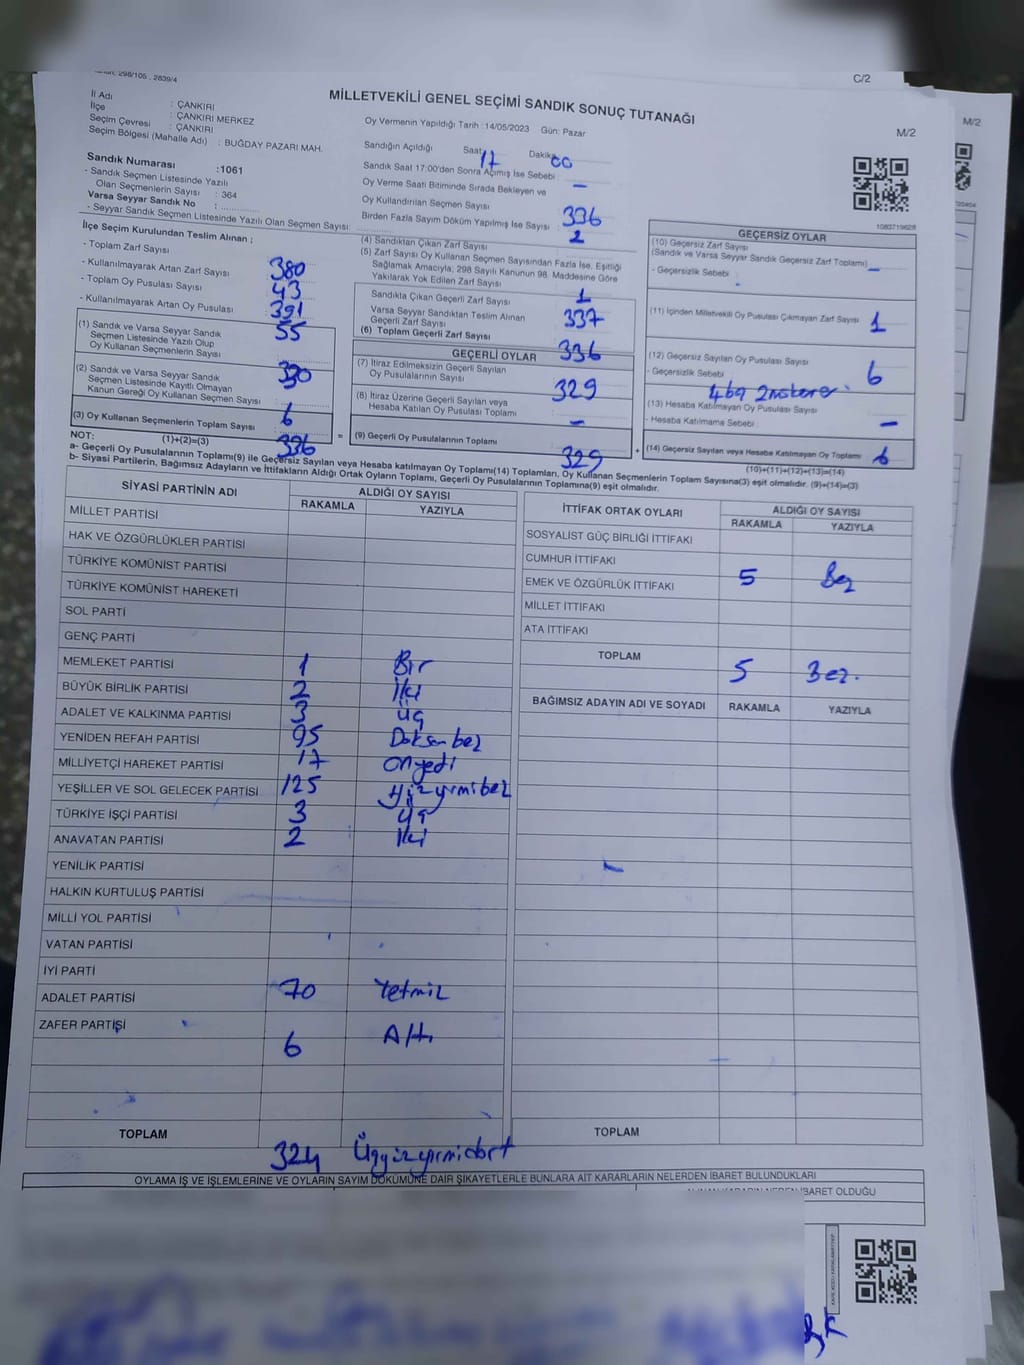 298/105 . 2839/4
C/2
MİLLETVEKİLİ GENEL SEÇİMİ SANDIK SONUÇ TUTANAĞI
M/2
M/2
İl Adı : ÇANKIRI
İlçe : ÇANKIRI MERKEZ
Seçim Çevresi : ÇANKIRI
Seçim Bölgesi (Mahalle Adı) : BUĞDAY PAZARI MAH.
Oy Vermenin Yapıldığı Tarih :14/05/2023 Gün: Pazar
Sandığın Açıldığı Saat: 17 Dakika: 00
Sandık Saat 17:00'den Sonra Açılmış İse Sebebi : —
Oy Verme Saati Bitiminde Sırada Bekleyen ve
Oy Kullandırılan Seçmen Sayısı
336
Birden Fazla Sayım Döküm Yapılmış İse Sayısı : 2
Sandık Numarası :1061
- Sandık Seçmen Listesinde Yazılı
Olan Seçmenlerin Sayısı : 364
Varsa Seyyar Sandık No :
- Seyyar Sandık Seçmen Listesinde Yazılı Olan Seçmen Sayısı:
1083719628
İlçe Seçim Kurulundan Teslim Alınan ;
- Toplam Zarf Sayısı : 380
- Kullanılmayarak Artan Zarf Sayısı : 43
- Toplam Oy Pusulası Sayısı : 391
- Kullanılmayarak Artan Oy Pusulası : 55
(1) Sandık ve Varsa Seyyar Sandık
Seçmen Listesinde Yazılı Olup
Oy Kullanan Seçmenlerin Sayısı : 330
(2) Sandık ve Varsa Seyyar Sandık
Seçmen Listesinde Kayıtlı Olmayan
Kanun Gereği Oy Kullanan Seçmen Sayısı : 6
(3) Oy Kullanan Seçmenlerin Toplam Sayısı : 336
(1)+(2)=(3)
(4) Sandıktan Çıkan Zarf Sayısı
(5) Zarf Sayısı Oy Kullanan Seçmen Sayısından Fazla İse, Eşitliği
Sağlamak Amacıyla, 298 Sayılı Kanunun 98. Maddesine Göre
Yakılarak Yok Edilen Zarf Sayısı : 1
Sandıkta Çıkan Geçerli Zarf Sayısı : 337
Varsa Seyyar Sandıktan Teslim Alınan
Geçerli Zarf Sayısı
(6) Toplam Geçerli Zarf Sayısı : 336
GEÇERLİ OYLAR
(7) İtiraz Edilmeksizin Geçerli Sayılan
Oy Pusulalarının Sayısı : 329
(8) İtiraz Üzerine Geçerli Sayılan veya
Hesaba Katılan Oy Pusulası Toplamı : —
= (9) Geçerli Oy Pusulalarının Toplamı : 329 +
GEÇERSİZ OYLAR
(10) Geçersiz Zarf Sayısı
(Sandık ve Varsa Seyyar Sandık Geçersiz Zarf Toplamı) : —
- Geçersizlik Sebebi :
(11) İçinden Milletvekili Oy Pusulası Çıkmayan Zarf Sayısı : 1
(12) Geçersiz Sayılan Oy Pusulası Sayısı : 6
- Geçersizlik Sebebi :
(13) Hesaba Katılmayan Oy Pusulası Sayısı
- Hesaba Katılmama Sebebi : —
(14) Geçersiz Sayılan veya Hesaba Katılmayan Oy Toplamı : 6
(10)+(11)+(12)+(13)=(14)
NOT:
a- Geçerli Oy Pusulalarının Toplamı(9) ile Geçersiz Sayılan veya Hesaba katılmayan Oy Toplamı(14) Toplamları, Oy Kullanan Seçmenlerin Toplam Sayısına(3) eşit olmalıdır. (9)+(14)=(3)
b- Siyasi Partilerin, Bağımsız Adayların ve İttifakların Aldığı Ortak Oyların Toplamı, Geçerli Oy Pusulalarının Toplamına(9) eşit olmalıdır.
SİYASİ PARTİNİN ADI ALDIĞI OY SAYISI
RAKAMLA YAZIYLA
MİLLET PARTİSİ
HAK VE ÖZGÜRLÜKLER PARTİSİ
TÜRKİYE KOMÜNİST PARTİSİ
TÜRKİYE KOMÜNİST HAREKETİ
SOL PARTİ
GENÇ PARTİ
MEMLEKET PARTİSİ 1 Bir
BÜYÜK BİRLİK PARTİSİ 2 İki
ADALET VE KALKINMA PARTİSİ 3 üç
YENİDEN REFAH PARTİSİ 95 Doksan beş
MİLLİYETÇİ HAREKET PARTİSİ 17 onyedi
YEŞİLLER VE SOL GELECEK PARTİSİ 125 yüzyirmibeş
TÜRKİYE İŞÇİ PARTİSİ 3 üç
ANAVATAN PARTİSİ 2 İki
YENİLİK PARTİSİ
HALKIN KURTULUŞ PARTİSİ
MİLLİ YOL PARTİSİ
VATAN PARTİSİ
İYİ PARTİ
ADALET PARTİSİ 70 Yetmiş
ZAFER PARTİSİ
6 Altı
TOPLAM
324 Üçyüzyirmidört
İTTİFAK ORTAK OYLARI ALDIĞI OY SAYISI
RAKAMLA YAZIYLA
SOSYALİST GÜÇ BİRLİĞİ İTTİFAKI
CUMHUR İTTİFAKI
EMEK VE ÖZGÜRLÜK İTTİFAKI 5 Beş
MİLLET İTTİFAKI
ATA İTTİFAKI
TOPLAM 5 Beş.
BAĞIMSIZ ADAYIN ADI VE SOYADI RAKAMLA YAZIYLA
TOPLAM
OYLAMA İŞ VE İŞLEMLERİNE VE OYLARIN SAYIM DÖKÜMÜNE DAİR ŞİKAYETLERLE BUNLARA AİT KARARLARIN NELERDEN İBARET BULUNDUKLARI
İBARET OLDUĞU